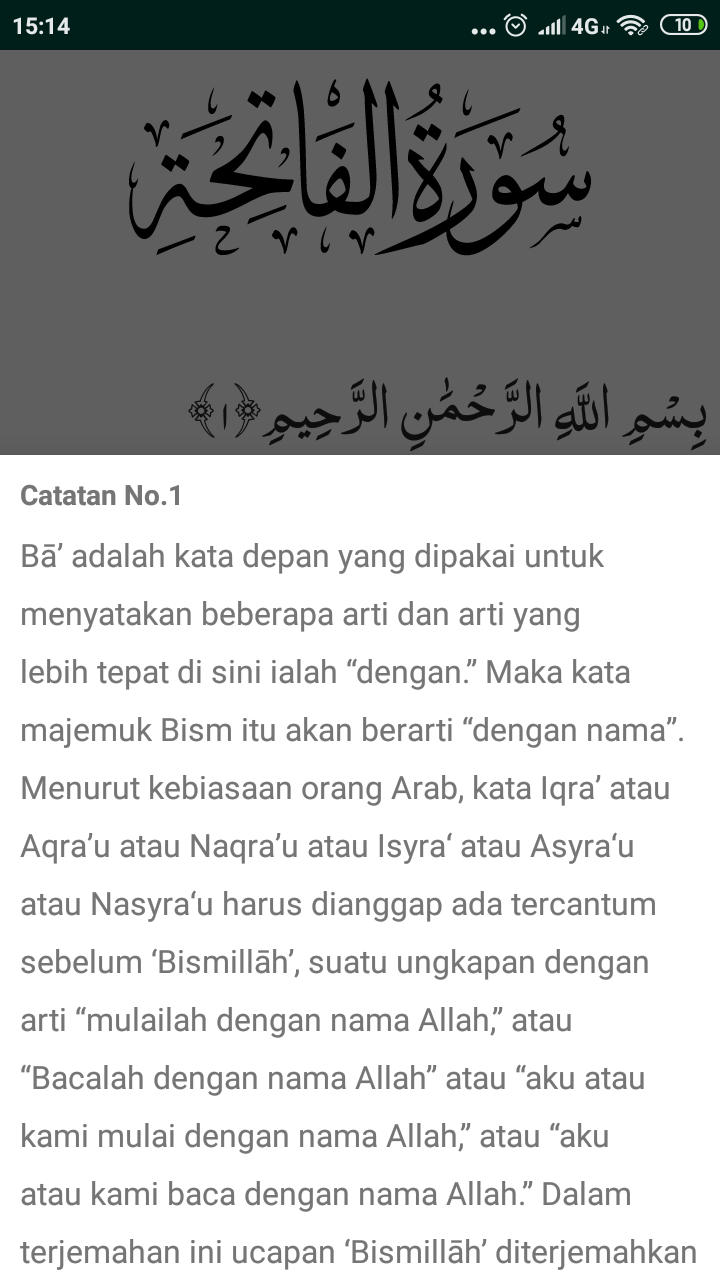 15:14 ... 4G 10
سُورَةُ الْفَاتِحَةِ
بِسْمِ اللَّهِ الرَّحْمَٰنِ الرَّحِيمِ ﴿١﴾
Catatan No.1
Bā’ adalah kata depan yang dipakai untuk
menyatakan beberapa arti dan arti yang
lebih tepat di sini ialah “dengan.” Maka kata
majemuk Bism itu akan berarti “dengan nama”.
Menurut kebiasaan orang Arab, kata Iqra’ atau
Aqra’u atau Naqra’u atau Isyra‘ atau Asyra‘u
atau Nasyra‘u harus dianggap ada tercantum
sebelum ‘Bismillāh’, suatu ungkapan dengan
arti “mulailah dengan nama Allah,” atau
“Bacalah dengan nama Allah” atau “aku atau
kami mulai dengan nama Allah,” atau “aku
atau kami baca dengan nama Allah.” Dalam
terjemahan ini ucapan ‘Bismillāh’ diterjemahkan